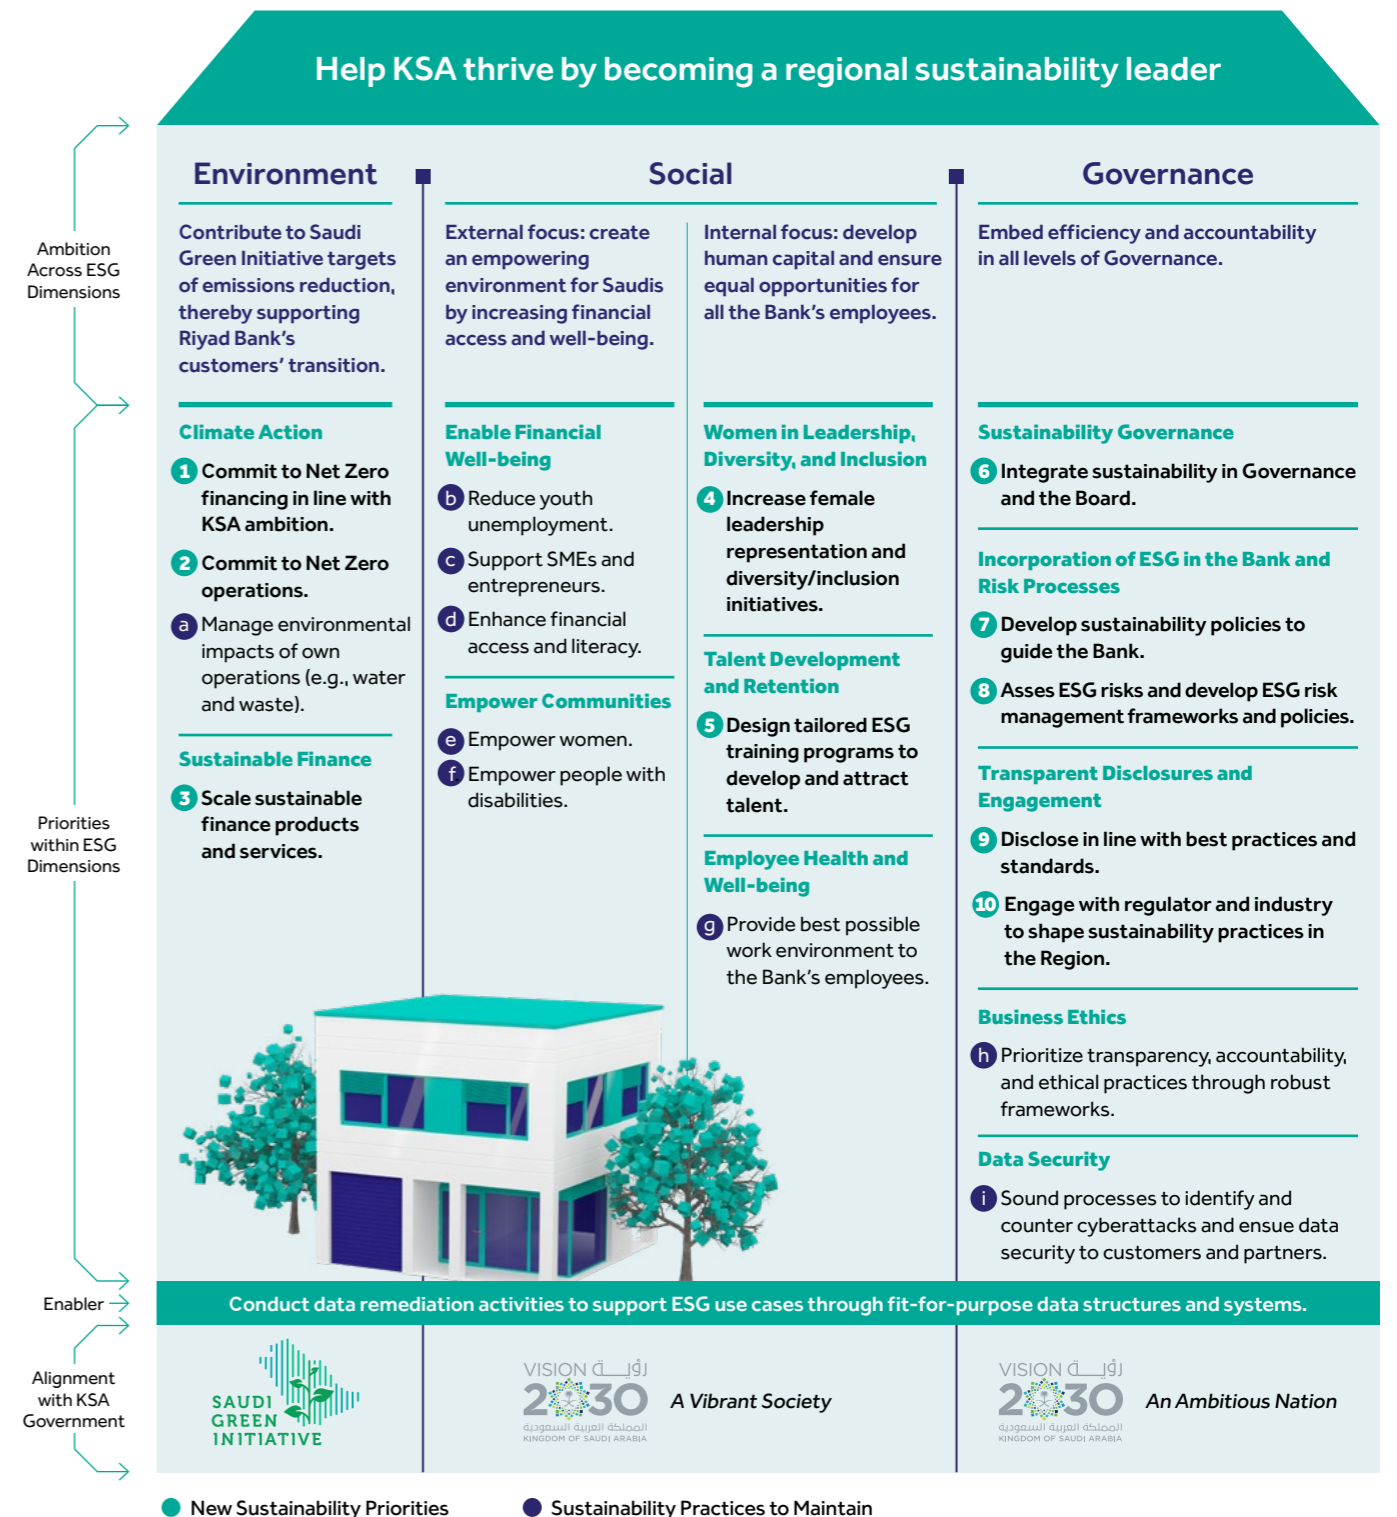 Help KSA thrive by becoming a regional sustainability leader
Ambition
Across ESG
Dimensions
Environment
Contribute to Saudi
Green Initiative targets
of emissions reduction,
thereby supporting
Riyad Bank’s
customers’ transition.
Social
External focus: create
an empowering
environment for Saudis
by increasing financial
access and well-being.
Internal focus: develop
human capital and ensure
equal opportunities for
all the Bank’s employees.
Governance
Embed efficiency and accountability
in all levels of Governance.
Priorities
within ESG
Dimensions
Climate Action
1 Commit to Net Zero
financing in line with
KSA ambition.
2 Commit to Net Zero
operations.
a Manage environmental
impacts of own
operations (e.g., water
and waste).
Sustainable Finance
3 Scale sustainable
finance products
and services.
Enable Financial
Well-being
b Reduce youth
unemployment.
c Support SMEs and
entrepreneurs.
d Enhance financial
access and literacy.
Empower Communities
e Empower women.
f Empower people with
disabilities.
Women in Leadership,
Diversity, and Inclusion
4 Increase female
leadership
representation and
diversity/inclusion
initiatives.
Talent Development
and Retention
5 Design tailored ESG
training programs to
develop and attract
talent.
Employee Health and
Well-being
g Provide best possible
work environment to
the Bank’s employees.
Sustainability Governance
6 Integrate sustainability in Governance
and the Board.
Incorporation of ESG in the Bank and
Risk Processes
7 Develop sustainability policies to
guide the Bank.
8 Asses ESG risks and develop ESG risk
management frameworks and policies.
Transparent Disclosures and
Engagement
9 Disclose in line with best practices and
standards.
10 Engage with regulator and industry
to shape sustainability practices in
the Region.
Business Ethics
h Prioritize transparency, accountability,
and ethical practices through robust
frameworks.
Data Security
i Sound processes to identify and
counter cyberattacks and ensue data
security to customers and partners.
Enabler
Conduct data remediation activities to support ESG use cases through fit-for-purpose data structures and systems.
Alignment
with KSA
Government
SAUDI
GREEN
INITIATIVE
VISION رؤيـــة
2030
المملكة العربية السعودية
KINGDOM OF SAUDI ARABIA
A Vibrant Society
VISION رؤيـــة
2030
المملكة العربية السعودية
KINGDOM OF SAUDI ARABIA
An Ambitious Nation
New Sustainability Priorities
Sustainability Practices to Maintain